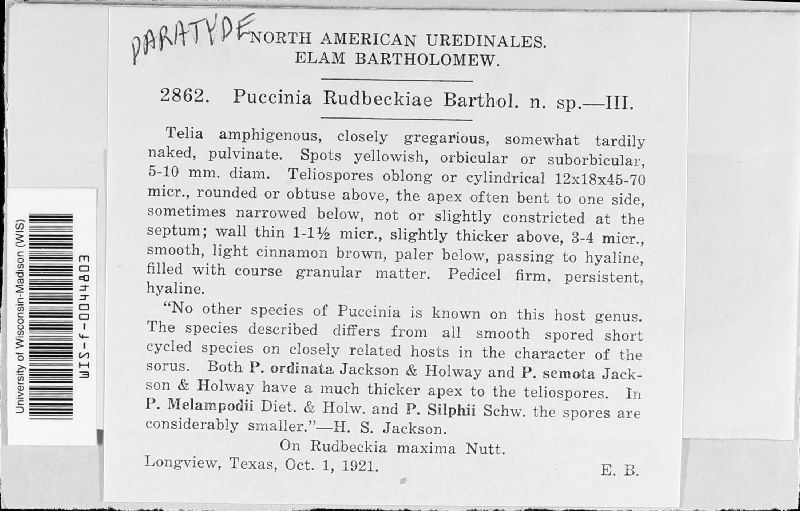 PARATYPE
NORTH AMERICAN UREDINALES.
ELAM BARTHOLOMEW.
2862. Puccinia Rudbeckiae Barthol. n. sp.—III.
Telia amphigenous, closely gregarious, somewhat tardily
naked, pulvinate. Spots yellowish, orbicular or suborbicular,
5-10 mm. diam. Teliospores oblong or cylindrical 12x18x45-70
micr., rounded or obtuse above, the apex often bent to one side,
sometimes narrowed below, not or slightly constricted at the
septum; wall thin 1-1½ micr., slightly thicker above, 3-4 micr.,
smooth, light cinnamon brown, paler below, passing to hyaline,
filled with course granular matter. Pedicel firm, persistent,
hyaline.
"No other species of Puccinia is known on this host genus.
The species described differs from all smooth spored short
cycled species on closely related hosts in the character of the
sorus. Both P. ordinata Jackson & Holway and P. semota Jack-
son & Holway have a much thicker apex to the teliospores. In
P. Melampodii Diet. & Holw. and P. Silphii Schw. the spores are
considerably smaller."—H. S. Jackson.
On Rudbeckia maxima Nutt.
Longview, Texas, Oct. 1, 1921. E. B.
University of Wisconsin-Madison (WIS)
WIS-f-0044403